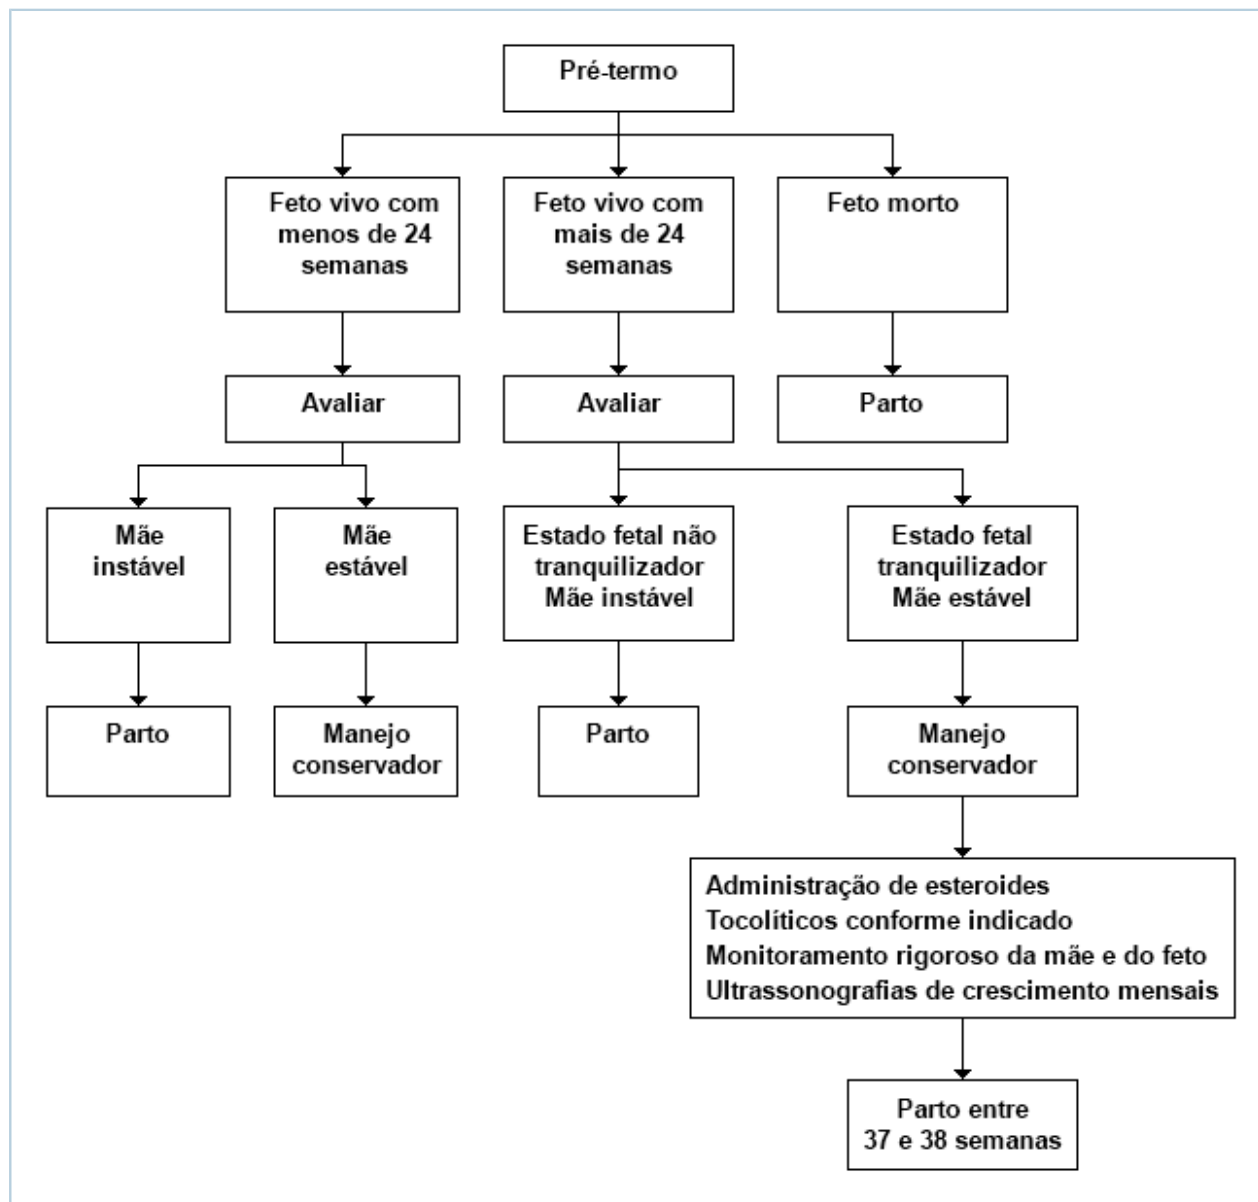 Pré-termo
Feto vivo com
menos de 24
semanas
Feto vivo com
mais de 24
semanas
Feto morto
Avaliar
Avaliar
Parto
Mãe
instável
Mãe
estável
Estado fetal não
tranquilizador
Mãe instável
Estado fetal
tranquilizador
Mãe estável
Parto
Manejo
conservador
Parto
Manejo
conservador
Administração de esteroides
Tocolíticos conforme indicado
Monitoramento rigoroso da mãe e do feto
Ultrassonografias de crescimento mensais
Parto entre
37 e 38 semanas